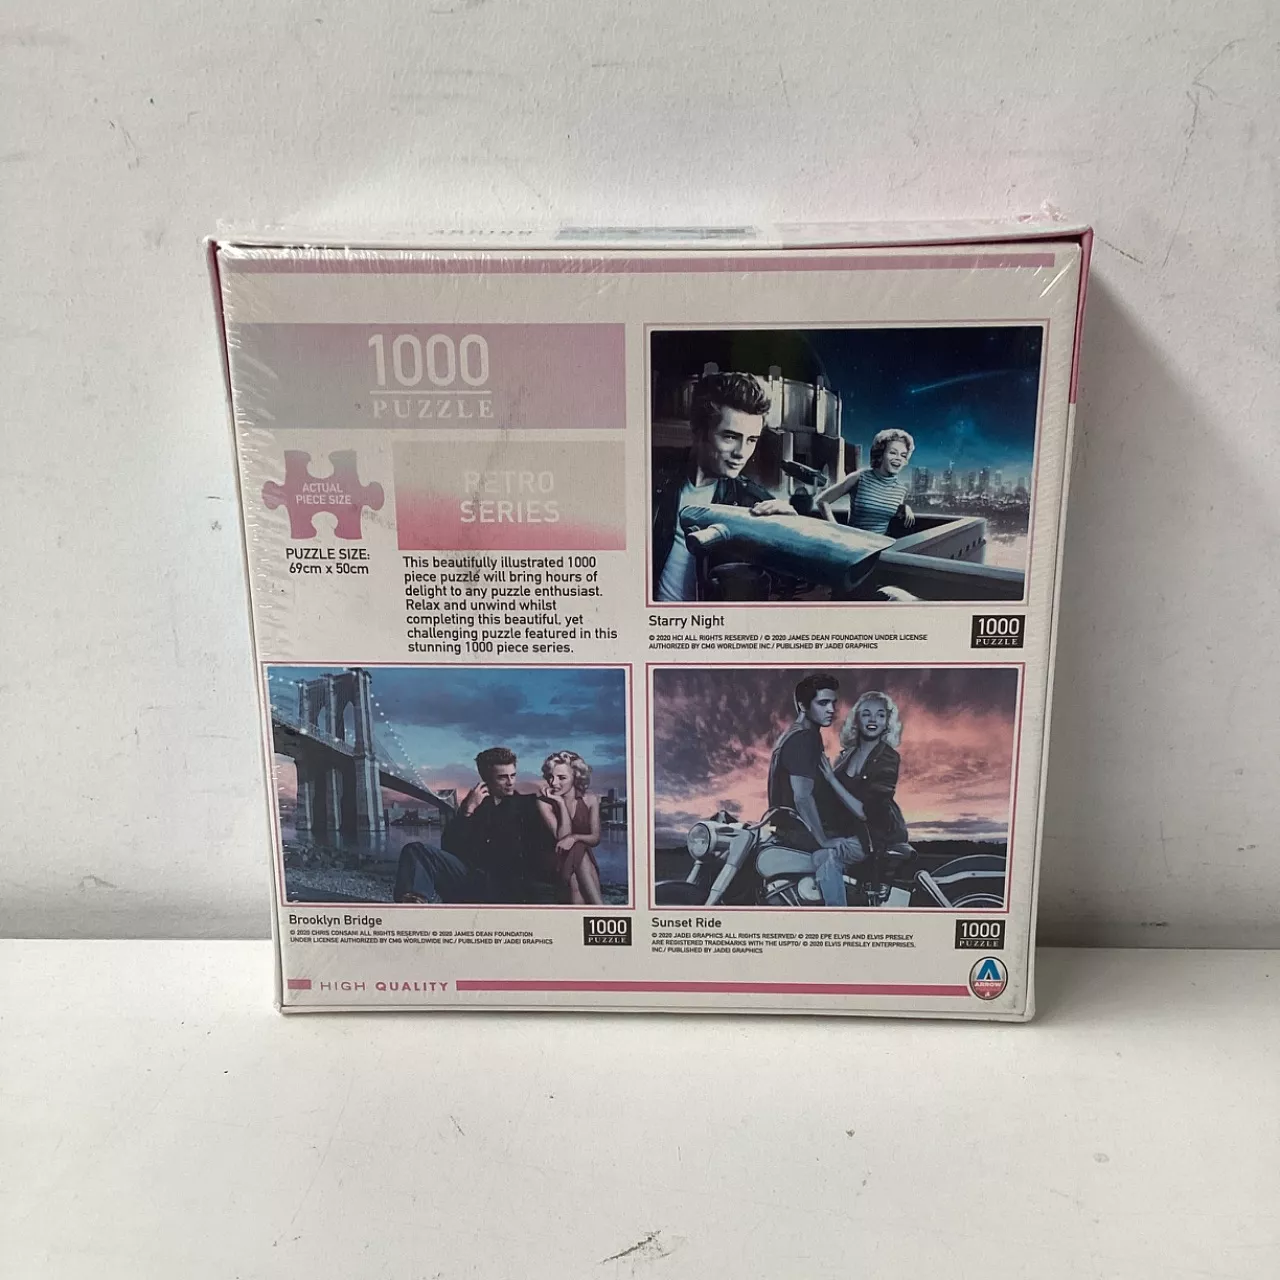 1000
PUZZLE
ACTUAL
PIECE SIZE
PUZZLE SIZE:
69cm x 50cm
RETRO
SERIES
This beautifully illustrated 1000
piece puzzle will bring hours of
delight to any puzzle enthusiast.
Relax and unwind whilst
completing this beautiful, yet
challenging puzzle featured in this
stunning 1000 piece series.
Starry Night
© 2020 HCI ALL RIGHTS RESERVED / © 2020 JAMES DEAN FOUNDATION UNDER LICENSE
AUTHORIZED BY CMG WORLDWIDE INC./ PUBLISHED BY JADEI GRAPHICS
1000
PUZZLE
Brooklyn Bridge
© 2020 CHRIS CONSANI ALL RIGHTS RESERVED/ © 2020 JAMES DEAN FOUNDATION
UNDER LICENSE AUTHORIZED BY CMG WORLDWIDE INC./ PUBLISHED BY JADEI GRAPHICS
1000
PUZZLE
Sunset Ride
© 2020 JADEI GRAPHICS ALL RIGHTS RESERVED/ © 2020 EPE ELVIS AND ELVIS PRESLEY
ARE REGISTERED TRADEMARKS WITH THE USPTO/ © 2020 ELVIS PRESLEY ENTERPRISES,
INC./ PUBLISHED BY JADEI GRAPHICS
1000
PUZZLE
HIGH QUALITY
ARROW